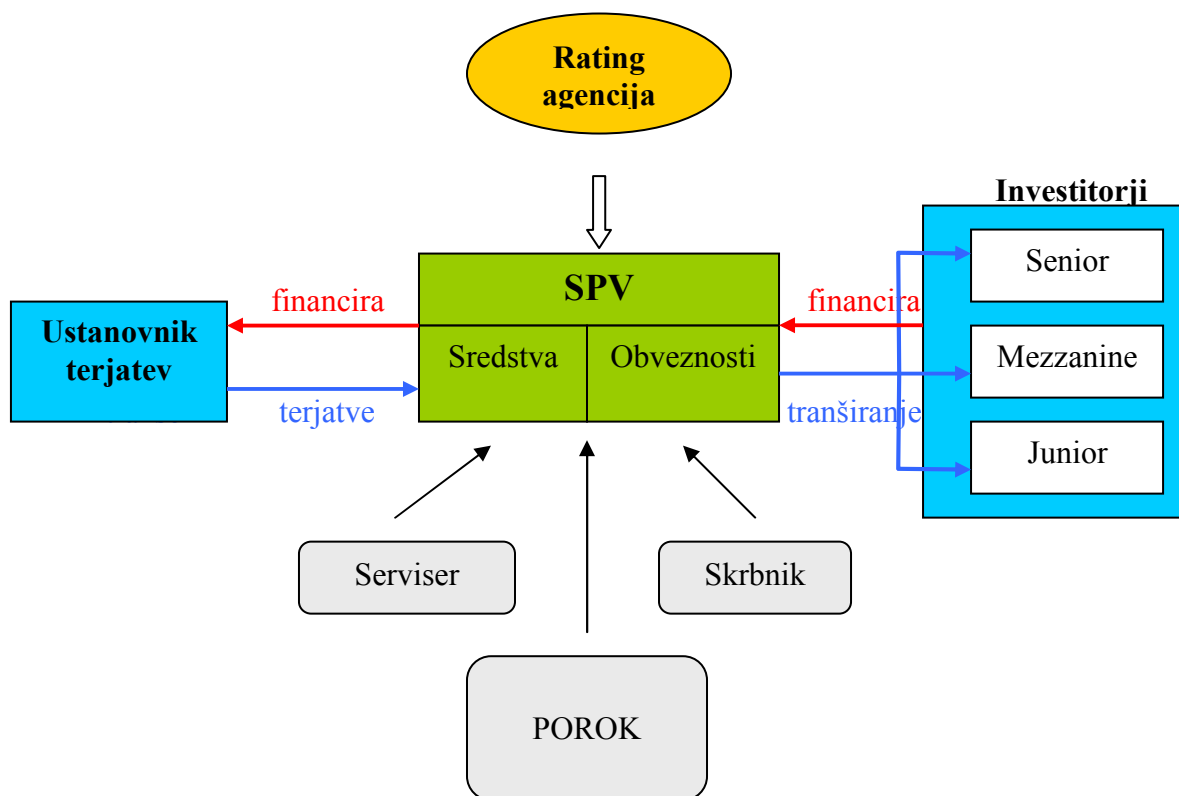 Rating
agencija
Investitorji
Senior
SPV
financira
financira
Ustanovnik
terjatev
Sredstva
Obveznosti
Mezzanine
terjatve
tranširanje
Junior
Serviser
Skrbnik
POROK